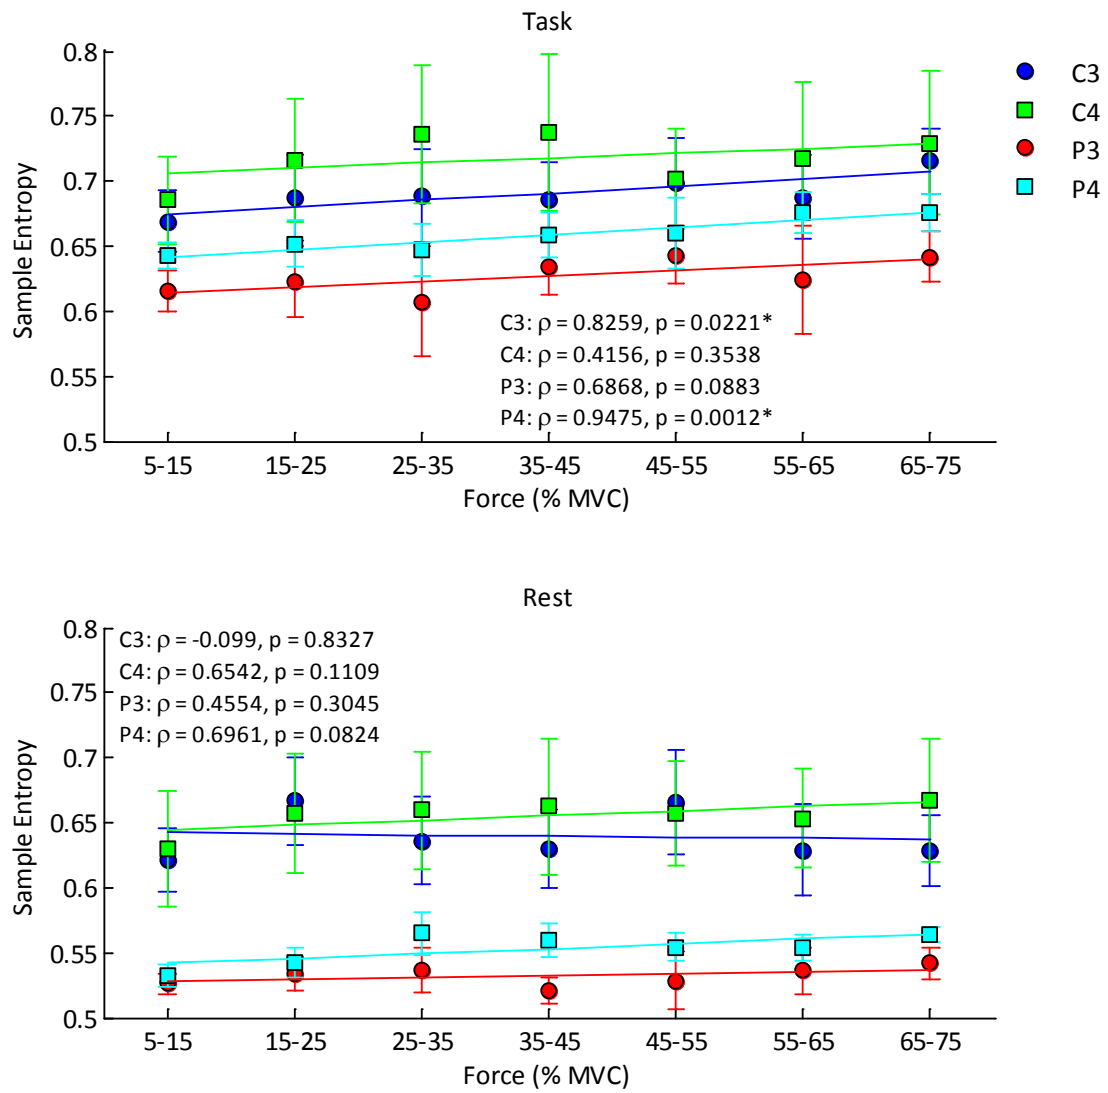 Task
0.8
0.75
0.7
0.65
0.6
0.55
0.5
Sample Entropy
C3
C4
P3
P4
C3: ρ = 0.8259, p = 0.0221*
C4: ρ = 0.4156, p = 0.3538
P3: ρ = 0.6868, p = 0.0883
P4: ρ = 0.9475, p = 0.0012*
5-15 15-25 25-35 35-45 45-55 55-65 65-75
Force (% MVC)
Rest
0.8
0.75
0.7
0.65
0.6
0.55
0.5
Sample Entropy
C3: ρ = -0.099, p = 0.8327
C4: ρ = 0.6542, p = 0.1109
P3: ρ = 0.4554, p = 0.3045
P4: ρ = 0.6961, p = 0.0824
5-15 15-25 25-35 35-45 45-55 55-65 65-75
Force (% MVC)